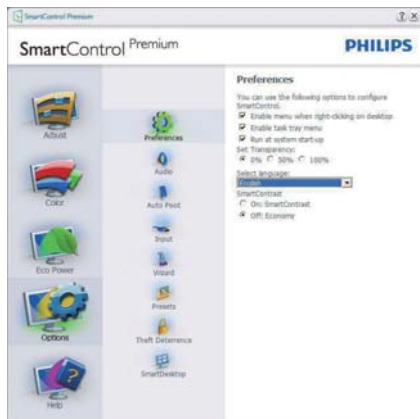 SmartControl Premium
SmartControl Premium
PHILIPS
Adjust
Color
Eco Power
Options
Help
Preferences
Audio
Auto Pivot
Input
Wizard
Presets
Theft Deterrence
SmartDesktop
Preferences
You can use the following options to configure
SmartControl.
Enable menu when right-clicking on desktop
Enable task tray menu
Run at system start-up
Set Transparency:
0% 50% 100%
Select language:
English
SmartContrast
On: SmartContrast
Off: Economy